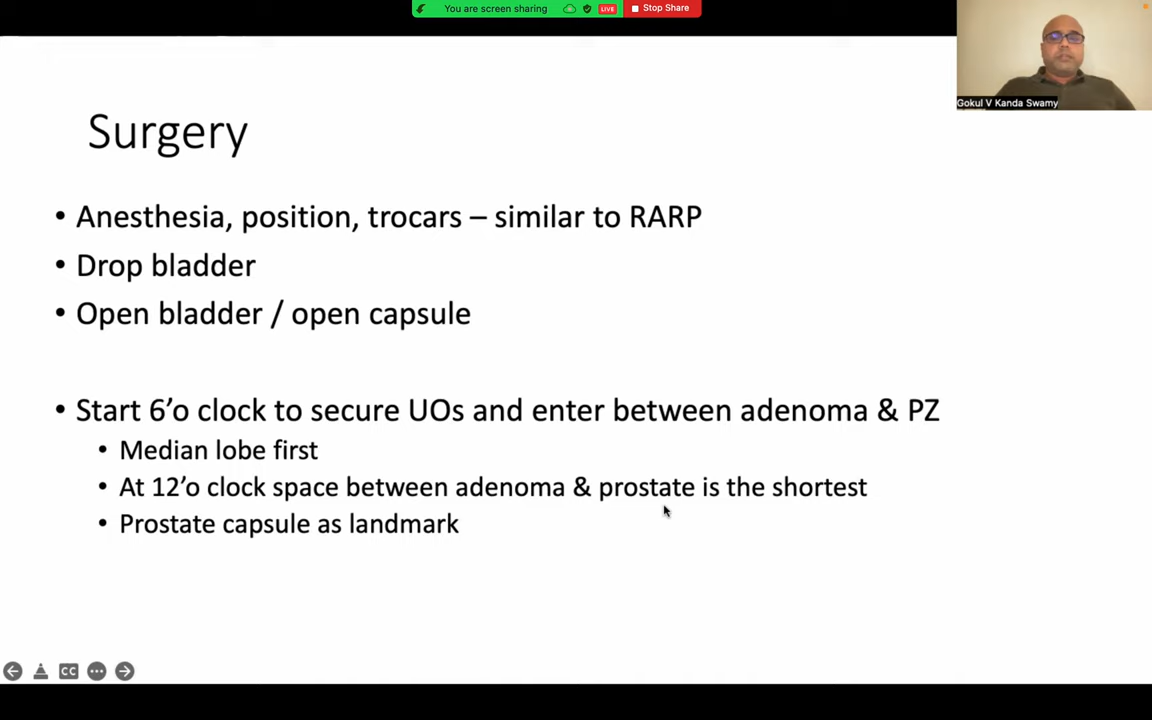 You are screen sharing
LIVE
Stop Share
Gokul V Kanda Swamy
Surgery
• Anesthesia, position, trocars – similar to RARP
• Drop bladder
• Open bladder / open capsule
• Start 6’o clock to secure UOs and enter between adenoma & PZ
• Median lobe first
• At 12’o clock space between adenoma & prostate is the shortest
• Prostate capsule as landmark
CC